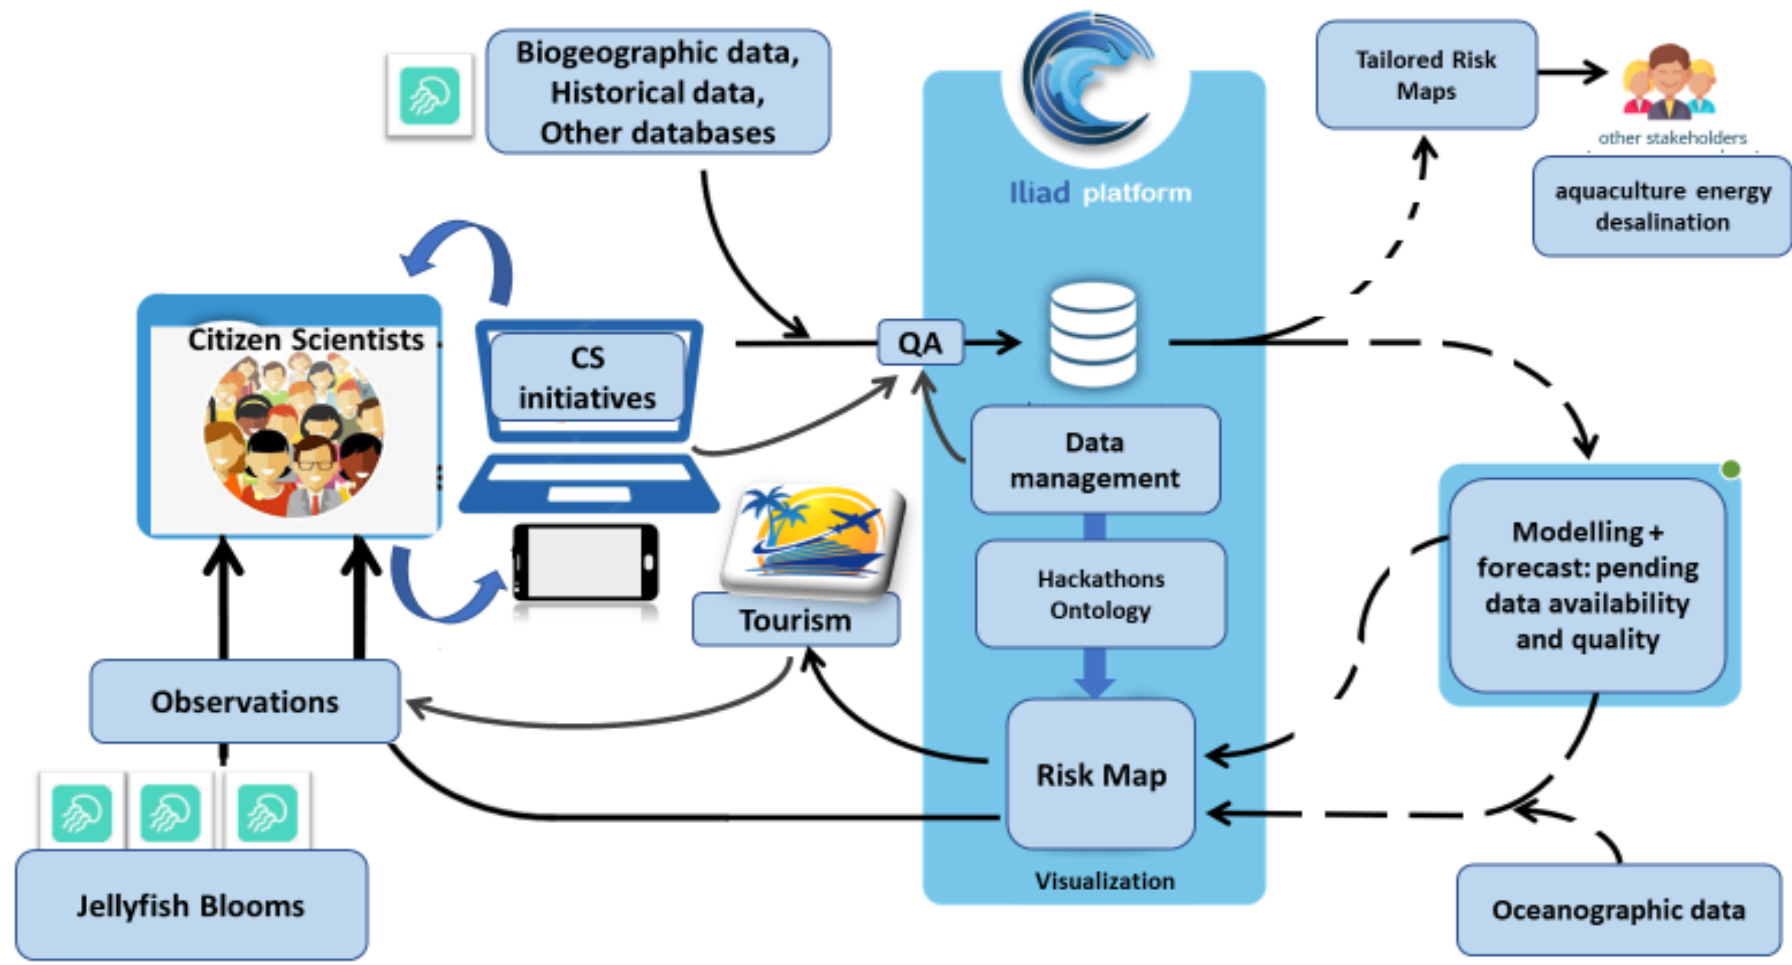 Biogeographic data,
Historical data,
Other databases
Iliad platform
Tailored Risk
Maps
other stakeholders
aquaculture energy
desalination
Citizen Scientists
CS
initiatives
QA
Data
management
Hackathons
Ontology
Tourism
Modelling +
forecast: pending
data availability
and quality
Observations
Risk Map
Visualization
Jellyfish Blooms
Oceanographic data